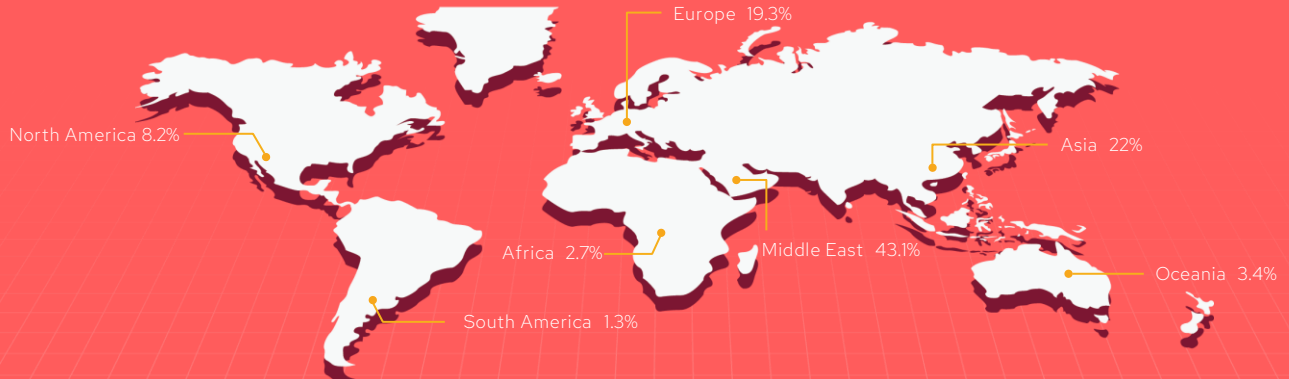 Europe 19.3%
North America 8.2%
Asia 22%
Africa 2.7%
Middle East 43.1%
Oceania 3.4%
South America 1.3%